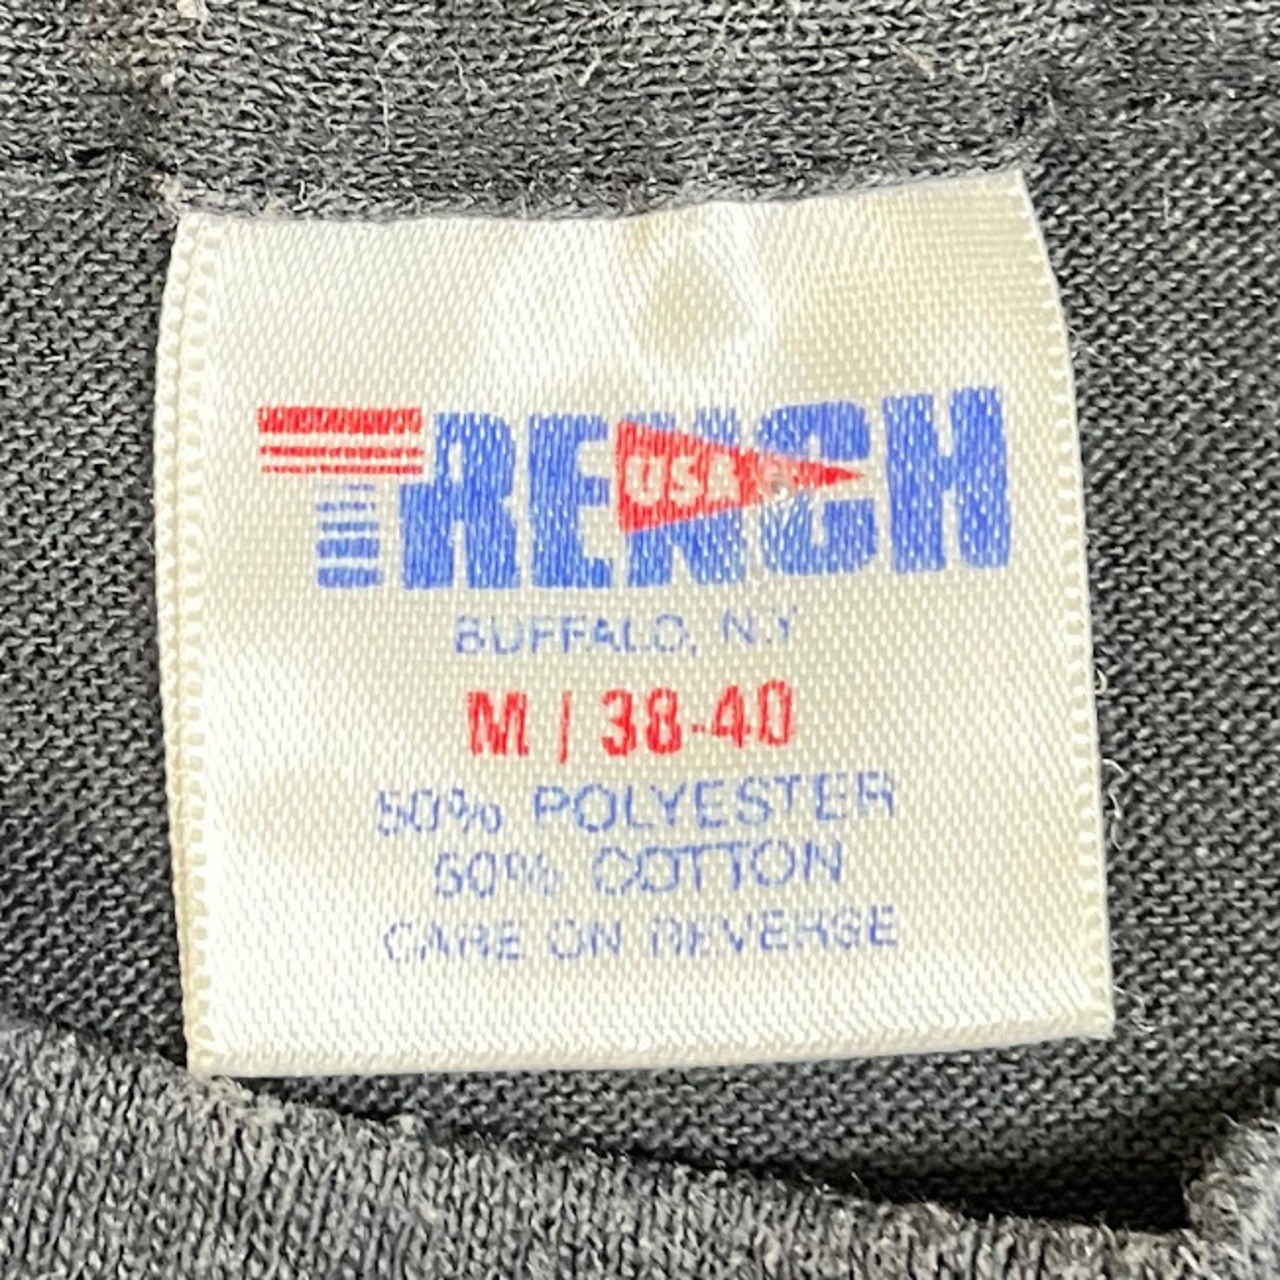 TRENCH
USA
BUFFALO, N.Y
M / 38-40
50% POLYESTER
50% COTTON
CARE ON REVERSE